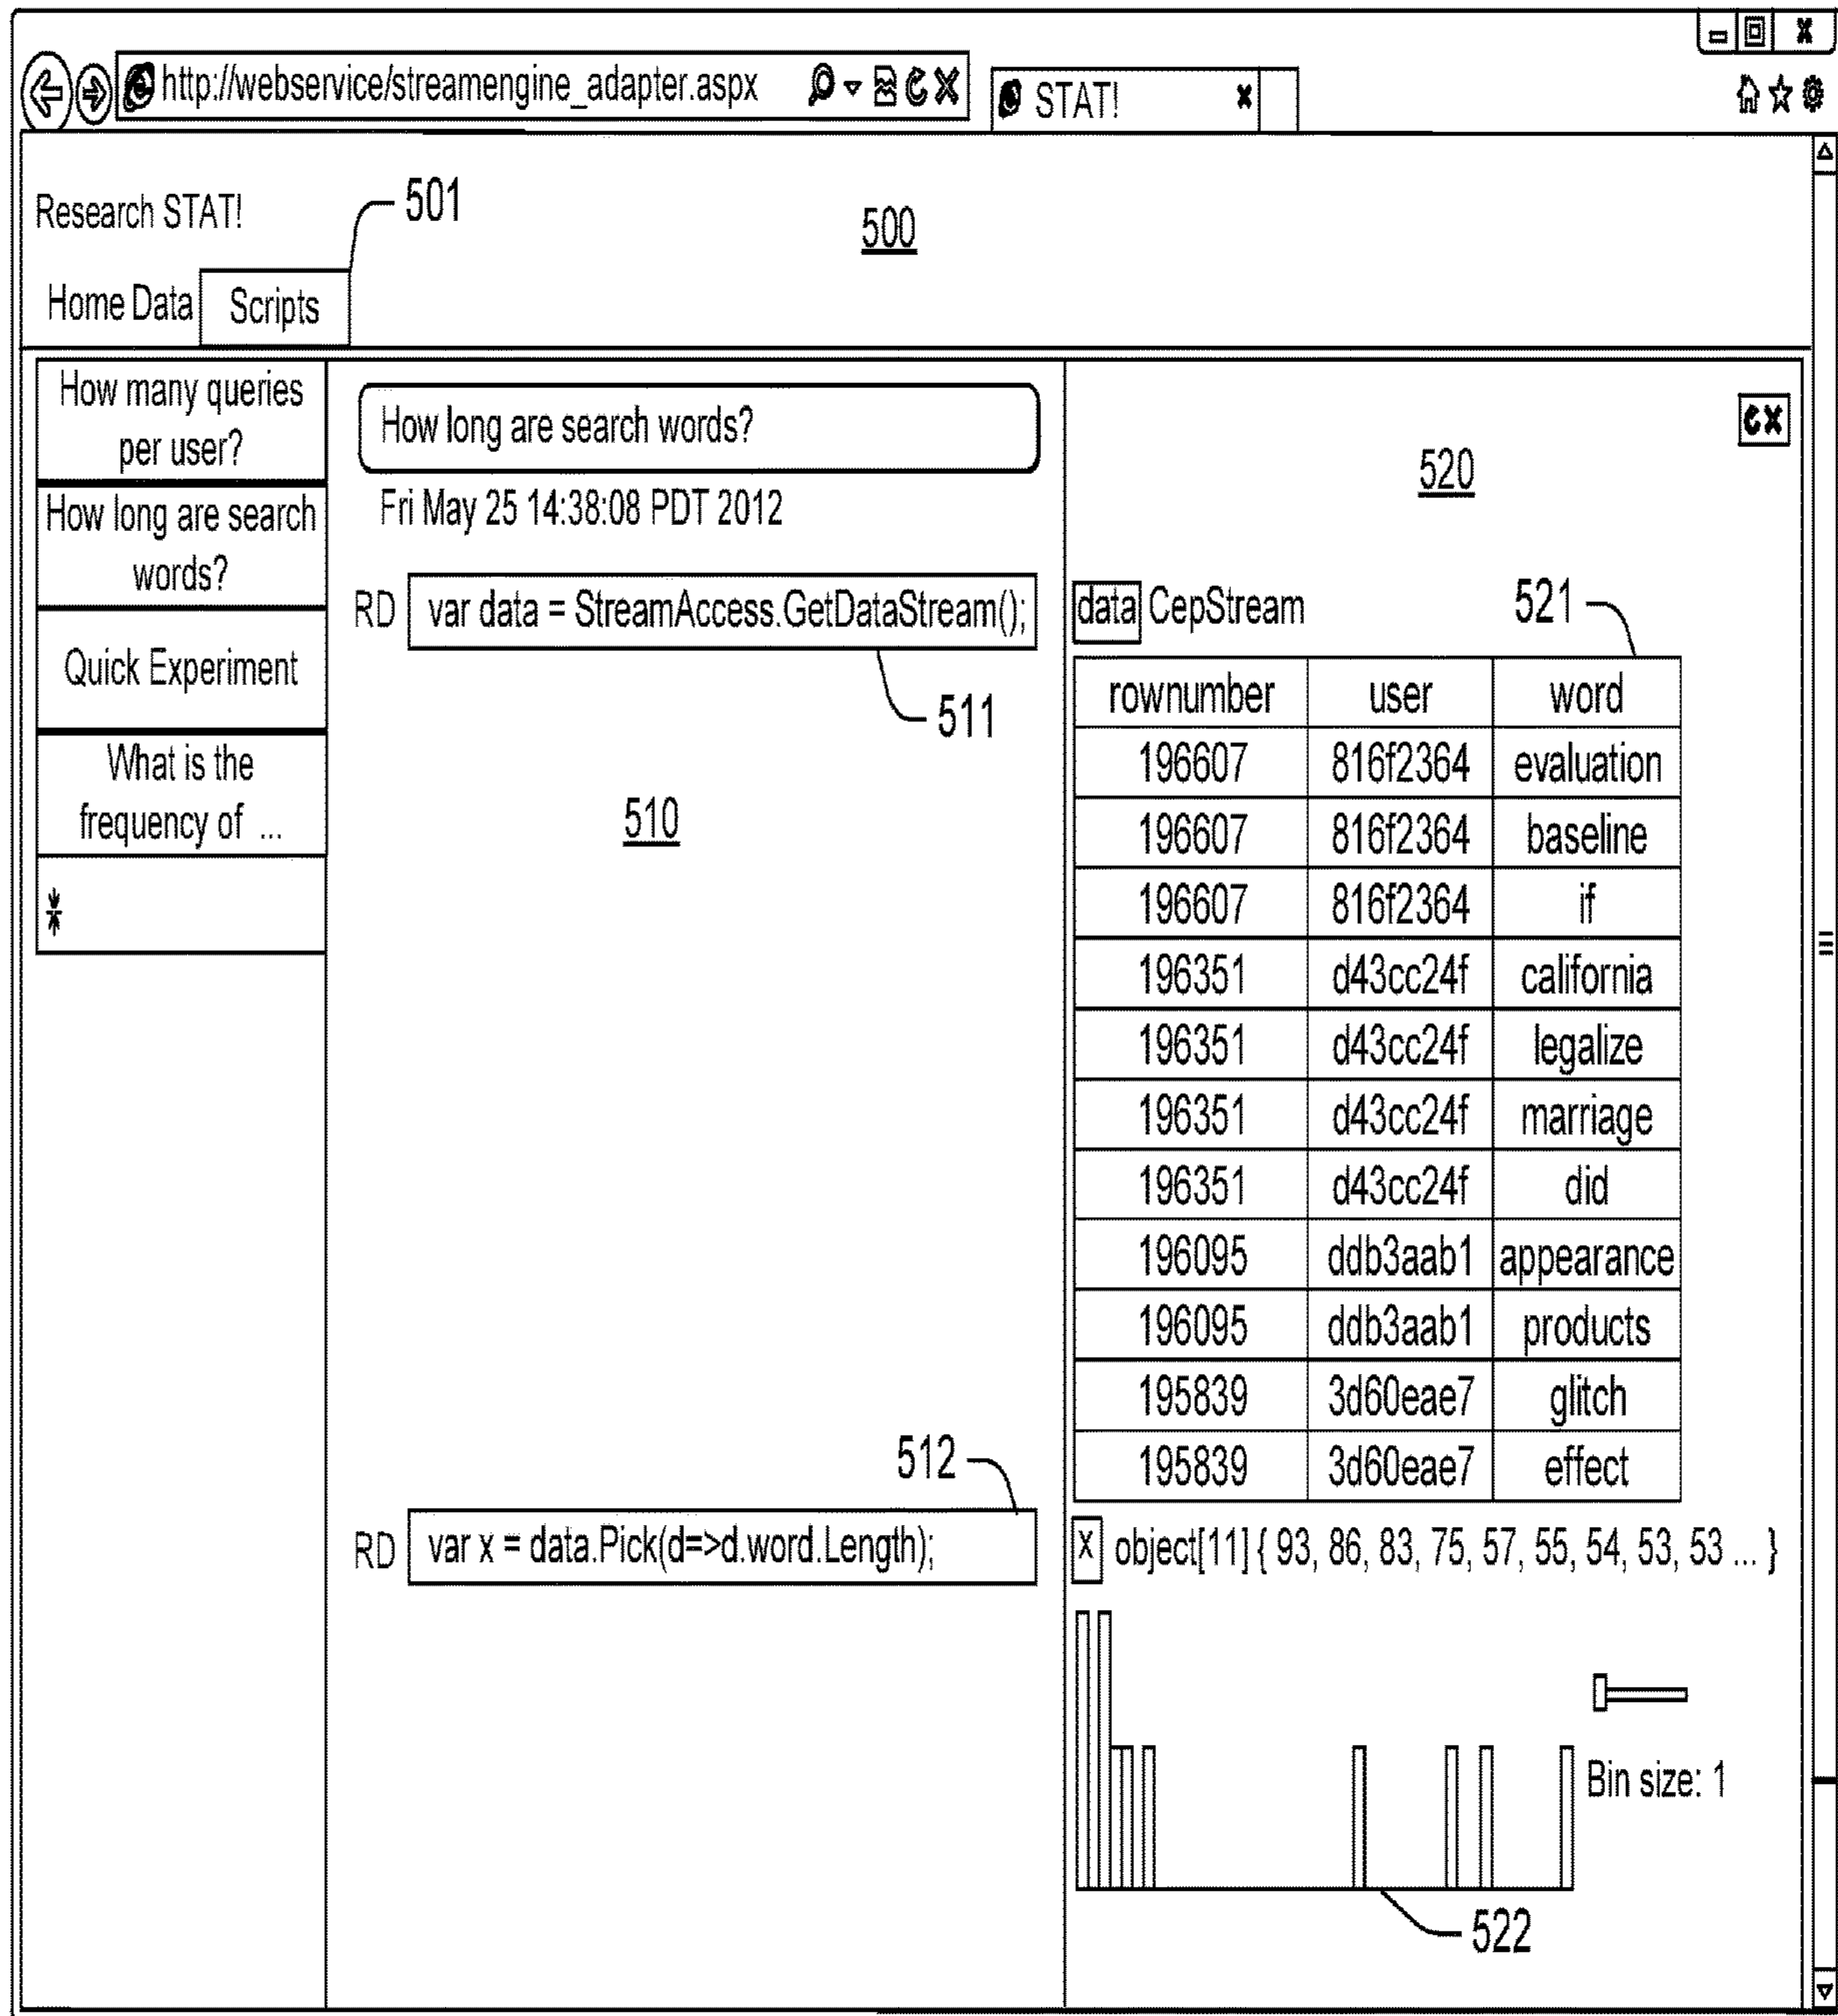 http://webservice/streamengine_adapter.aspx
STAT!
Research STAT!
501
500
Home Data Scripts
How many queries
per user?
How long are search
words?
Quick Experiment
What is the
frequency of ...
How long are search words?
Fri May 25 14:38:08 PDT 2012
RD var data = StreamAccess.GetDataStream();
511
510
512
RD var x = data.Pick(d=>d.word.Length);
520
data CepStream
521
rownumber user word
196607 816f2364 evaluation
196607 816f2364 baseline
196607 816f2364 if
196351 d43cc24f california
196351 d43cc24f legalize
196351 d43cc24f marriage
196351 d43cc24f did
196095 ddb3aab1 appearance
196095 ddb3aab1 products
195839 3d60eae7 glitch
195839 3d60eae7 effect
X object[11] { 93, 86, 83, 75, 57, 55, 54, 53, 53 ... }
Bin size: 1
522